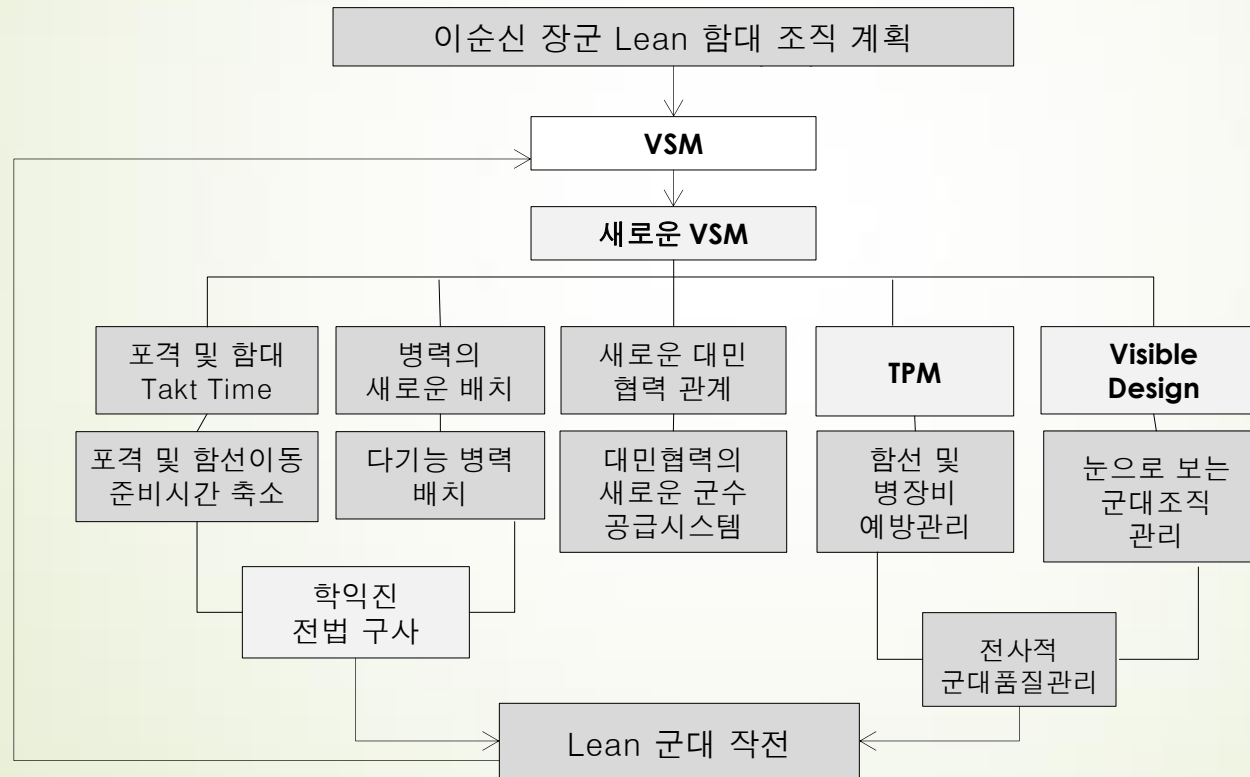 이순신 장군 Lean 함대 조직 계획
VSM
새로운 VSM
포격 및 함대
Takt Time
병력의
새로운 배치
새로운 대민
협력 관계
TPM
Visible
Design
포격 및 함선이동
준비시간 축소
다기능 병력
배치
대민협력의
새로운 군수
공급시스템
함선 및
병장비
예방관리
눈으로 보는
군대조직
관리
학익진
전법 구사
전사적
군대품질관리
Lean 군대 작전